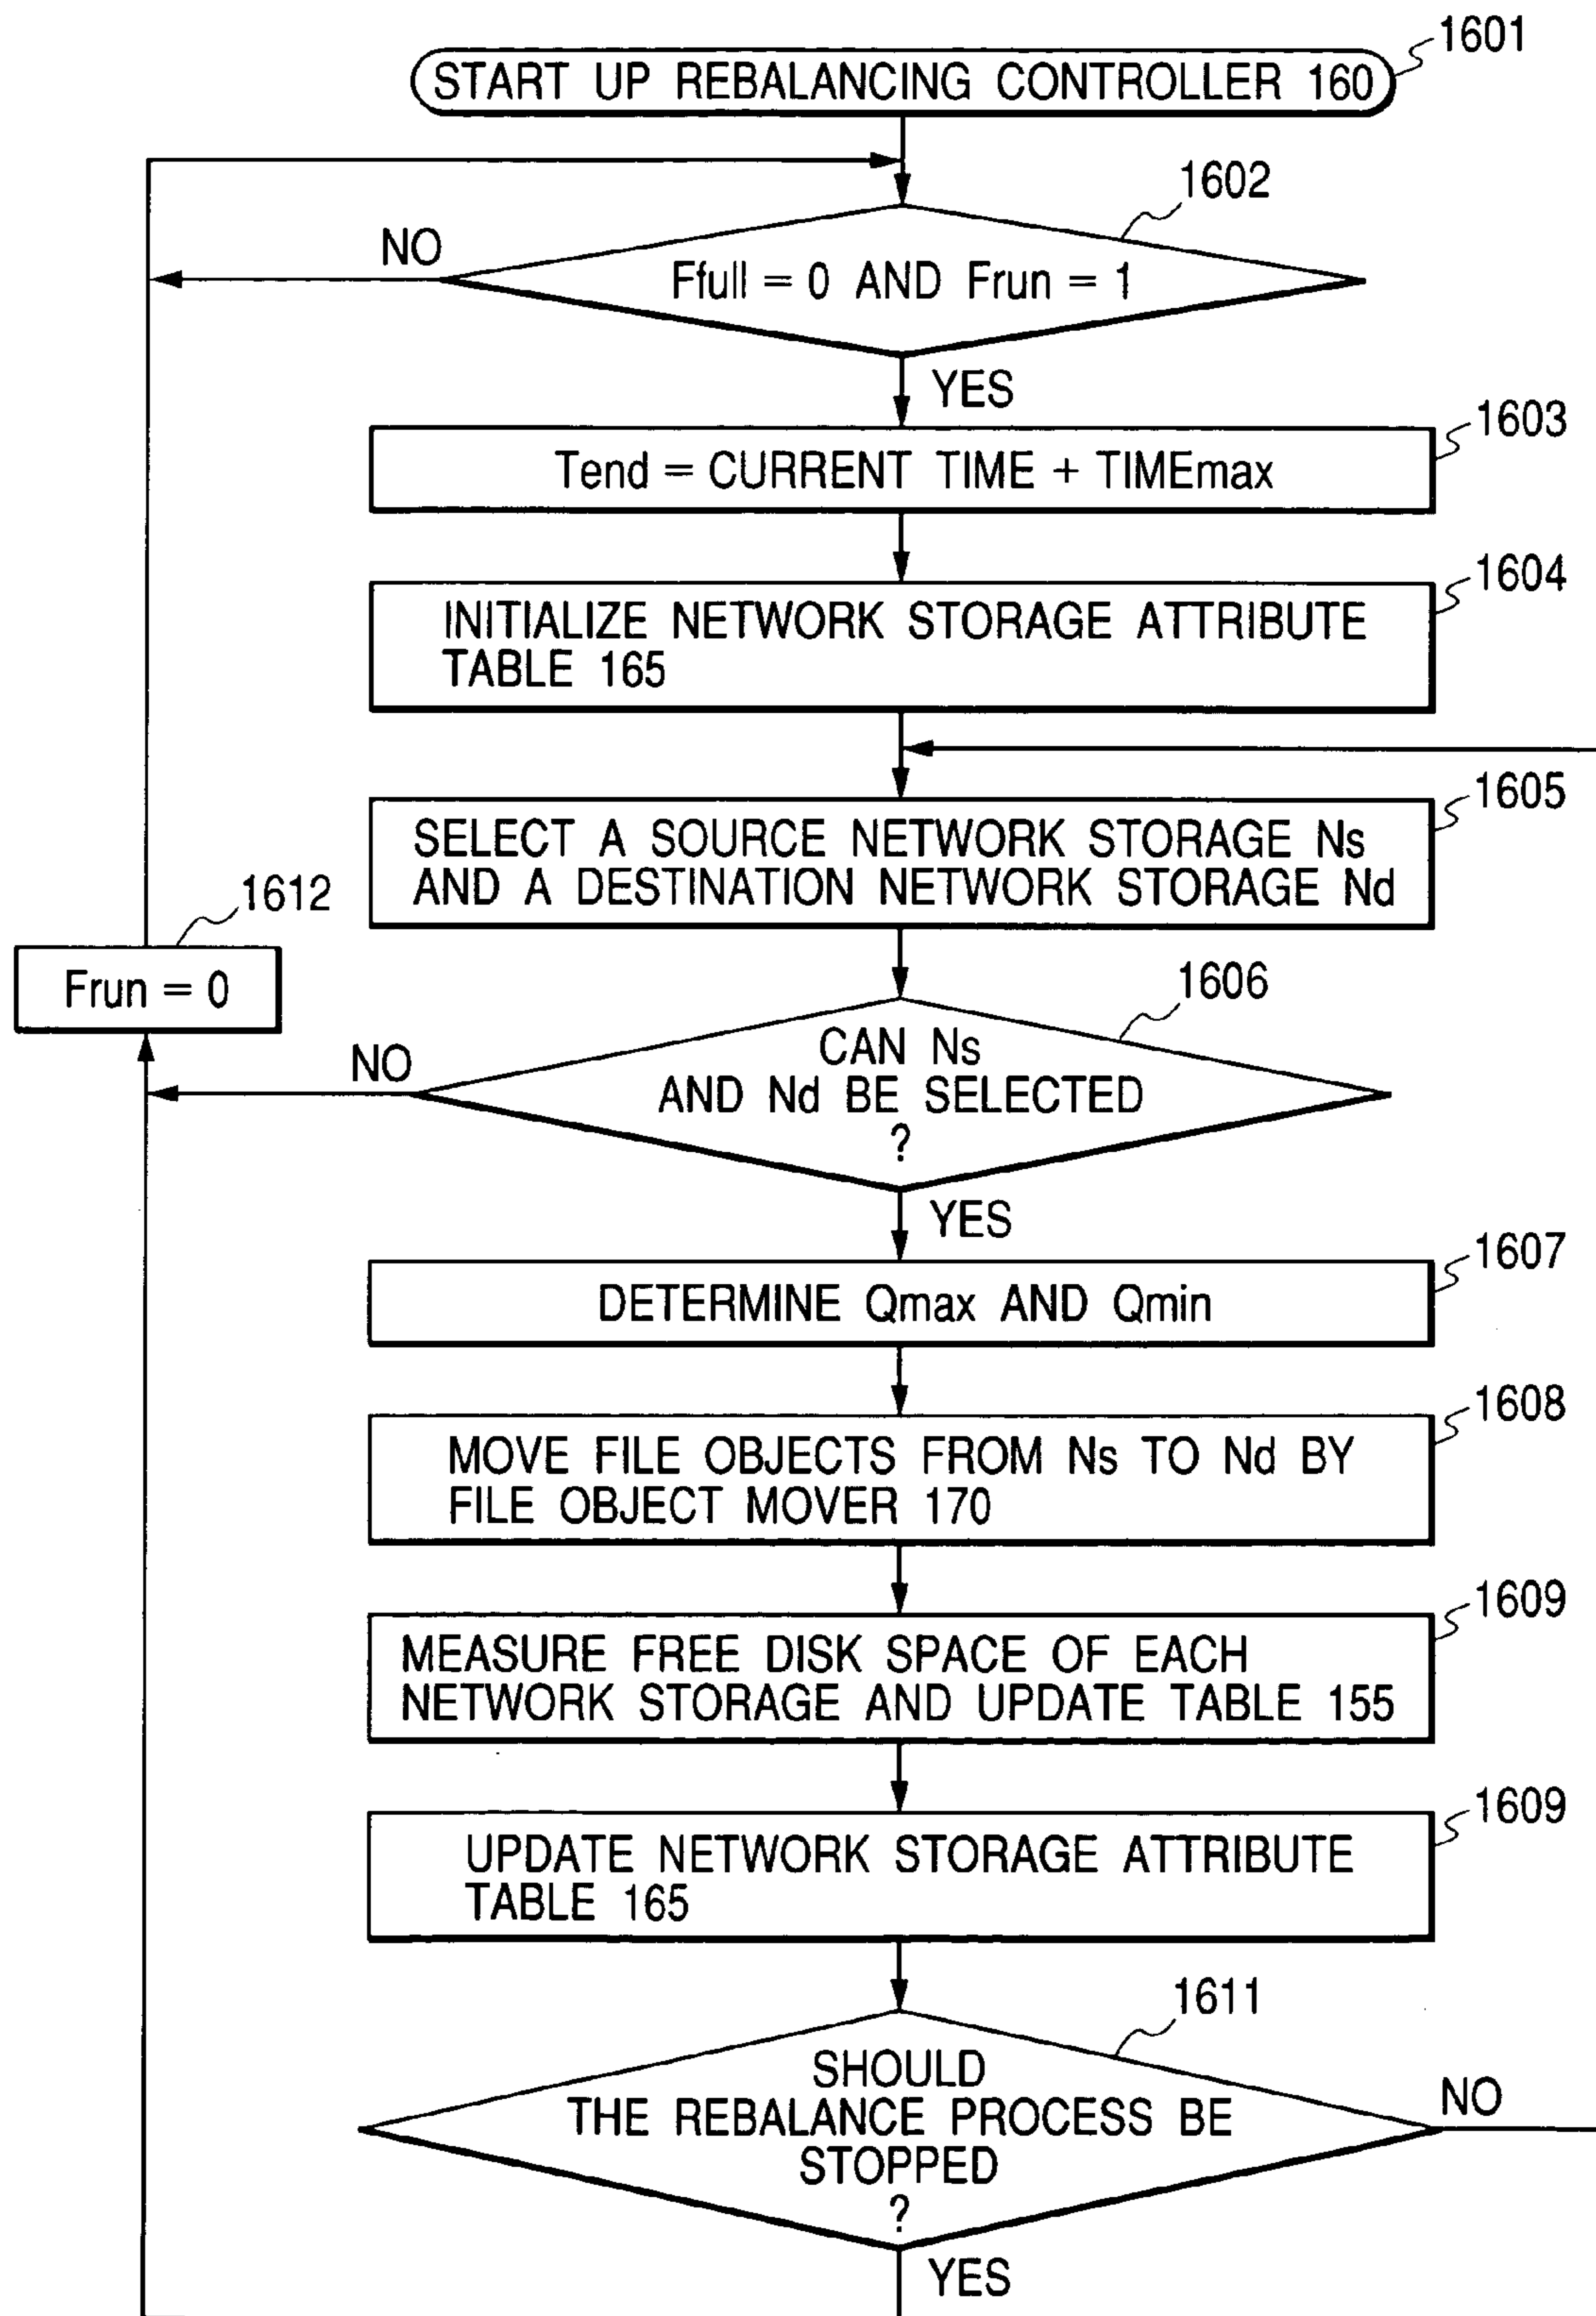 1601
START UP REBALANCING CONTROLLER 160
1602
NO
Ffull = 0 AND Frun = 1
YES
1603
Tend = CURRENT TIME + TIMEmax
1604
INITIALIZE NETWORK STORAGE ATTRIBUTE
TABLE 165
1605
SELECT A SOURCE NETWORK STORAGE Ns
AND A DESTINATION NETWORK STORAGE Nd
1612
Frun = 0
1606
NO
CAN Ns
AND Nd BE SELECTED
?
YES
1607
DETERMINE Qmax AND Qmin
1608
MOVE FILE OBJECTS FROM Ns TO Nd BY
FILE OBJECT MOVER 170
1609
MEASURE FREE DISK SPACE OF EACH
NETWORK STORAGE AND UPDATE TABLE 155
1609
UPDATE NETWORK STORAGE ATTRIBUTE
TABLE 165
1611
SHOULD
THE REBALANCE PROCESS BE
STOPPED
?
NO
YES